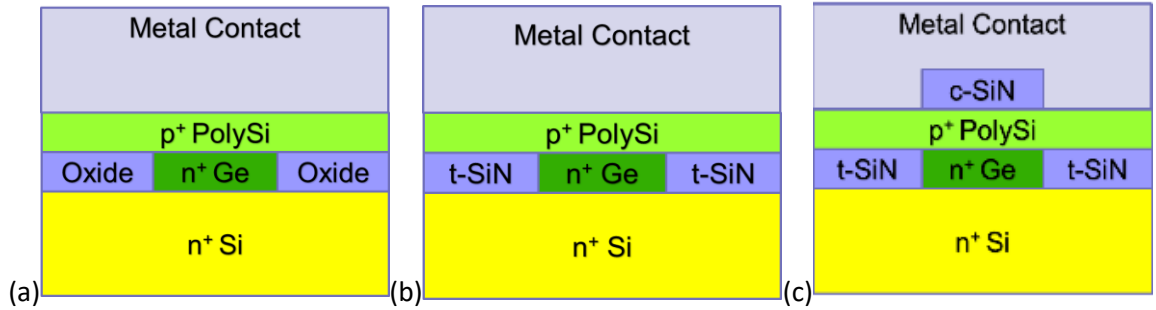 (a)
Metal Contact
p+ PolySi
Oxide n+ Ge Oxide
n+ Si
(b)
Metal Contact
p+ PolySi
t-SiN n+ Ge t-SiN
n+ Si
(c)
Metal Contact
c-SiN
p+ PolySi
t-SiN n+ Ge t-SiN
n+ Si